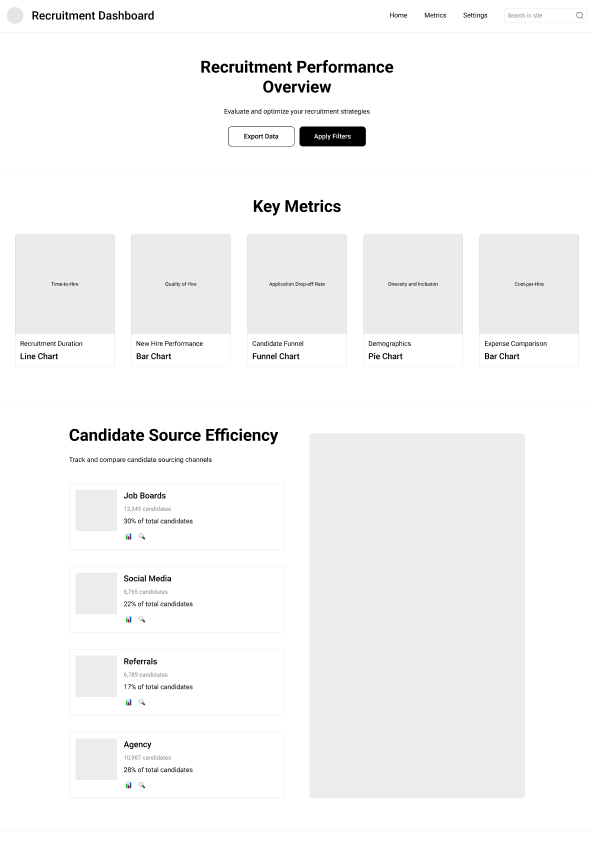 Recruitment Dashboard
Home
Metrics
Settings
Search in site
Recruitment Performance
Overview
Evaluate and optimize your recruitment strategies
Export Data
Apply Filters
Key Metrics
Time-to-Hire
Recruitment Duration
Line Chart
Quality of Hire
New Hire Performance
Bar Chart
Application Drop-off Rate
Candidate Funnel
Funnel Chart
Diversity and Inclusion
Demographics
Pie Chart
Cost-per-Hire
Expense Comparison
Bar Chart
Candidate Source Efficiency
Track and compare candidate sourcing channels
Job Boards
12,345 candidates
30% of total candidates
Social Media
8,765 candidates
22% of total candidates
Referrals
6,789 candidates
17% of total candidates
Agency
10,987 candidates
28% of total candidates